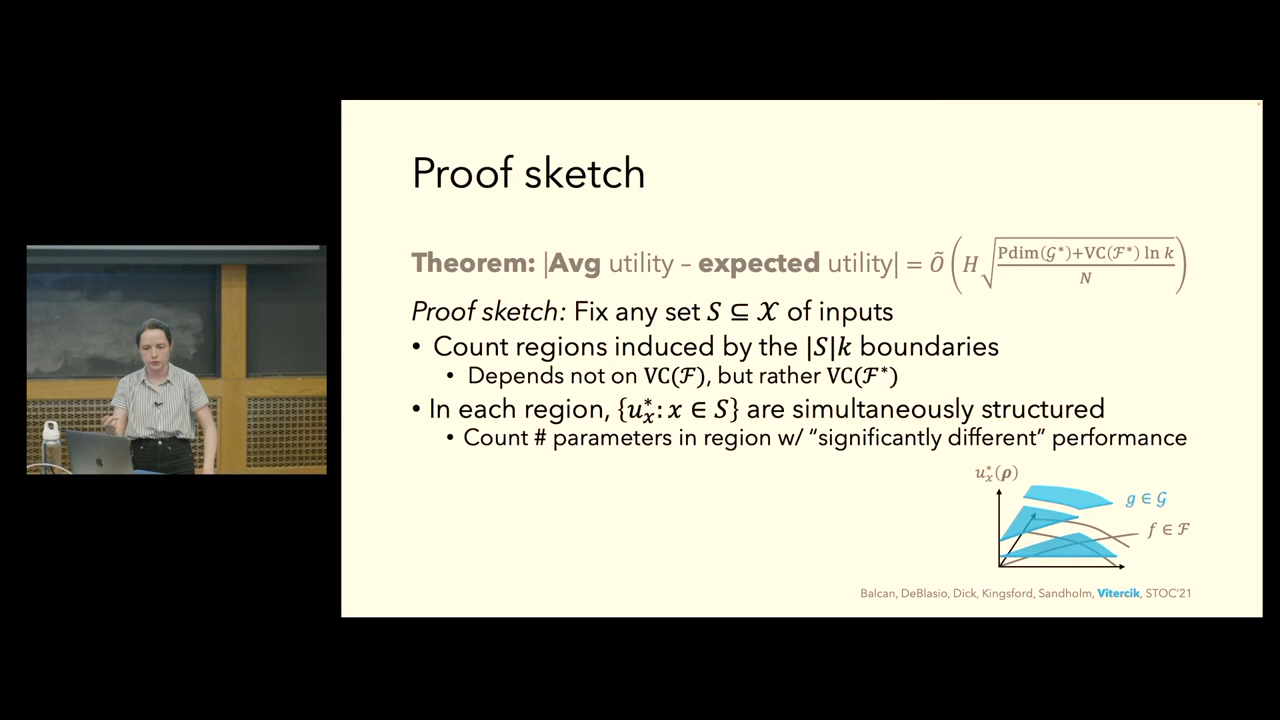 Proof sketch
Theorem: |Avg utility – expected utility| = Õ(H√((Pdim(𝒢*)+VC(ℱ*) ln k)/N))
Proof sketch: Fix any set S ⊆ 𝒳 of inputs
• Count regions induced by the |S|k boundaries
• Depends not on VC(ℱ), but rather VC(ℱ*)
• In each region, {u*ₓ: x ∈ S} are simultaneously structured
• Count # parameters in region w/ “significantly different” performance
u*ₓ(ρ)
g ∈ 𝒢
f ∈ ℱ
Balcan, DeBlasio, Dick, Kingsford, Sandholm, Vitercik, STOC’21